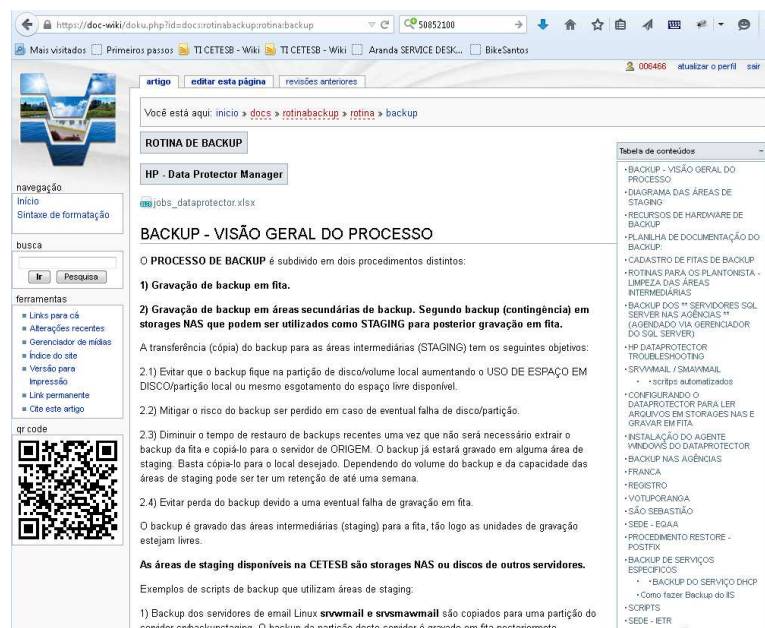 https://doc-wiki/doku.php?id=docs:rotinabackup:rotina:backup
50852100
Mais visitados
Primeiros passos
TI CETESB - Wiki
TI CETESB - Wiki
Aranda SERVICE DESK...
BikeSantos
006466 atualizar o perfil sair
artigo
editar esta página
revisões anteriores
Você está aqui: inicio » docs » rotinabackup » rotina » backup
ROTINA DE BACKUP
HP - Data Protector Manager
jobs_dataprotector.xlsx
BACKUP - VISÃO GERAL DO PROCESSO
O PROCESSO DE BACKUP é subdividido em dois procedimentos distintos:
1) Gravação de backup em fita.
2) Gravação de backup em áreas secundárias de backup. Segundo backup (contingência) em
storages NAS que podem ser utilizados como STAGING para posterior gravação em fita.
A transferência (cópia) do backup para as áreas intermediárias (STAGING) tem os seguintes objetivos:
2.1) Evitar que o backup fique na partição de disco/volume local aumentando o USO DE ESPAÇO EM
DISCO/partição local ou mesmo esgotamento do espaço livre disponível.
2.2) Mitigar o risco do backup ser perdido em caso de eventual falha de disco/partição.
2.3) Diminuir o tempo de restauro de backups recentes uma vez que não será necessário extrair o
backup da fita e copiá-lo para o servidor de ORIGEM. O backup já estará gravado em alguma área de
staging. Basta cópia-lo para o local desejado. Dependendo do volume do backup e da capacidade das
áreas de staging pode ser ter um retenção de até uma semana.
2.4) Evitar perda do backup devido a uma eventual falha de gravação em fita.
O backup é gravado das áreas intermediárias (staging) para a fita, tão logo as unidades de gravação
estejam livres.
As áreas de staging disponíveis na CETESB são storages NAS ou discos de outros servidores.
Exemplos de scripts de backup que utilizam áreas de staging:
1) Backup dos servidores de email Linux srvwmail e srvsmawmail são copiados para uma partição do
servidor srvbackupstaging. O backup da partição deste servidor é gravado em fita posteriormente.
navegação
Início
Sintaxe de formatação
busca
Ir
Pesquisa
ferramentas
Links para cá
Alterações recentes
Gerenciador de mídias
Índice do site
Versão para
Impressão
Link permanente
Cite este artigo
qr code
Tabela de conteúdos
BACKUP - VISÃO GERAL DO
PROCESSO
DIAGRAMA DAS ÁREAS DE
STAGING
RECURSOS DE HARDWARE DE
BACKUP
PLANILHA DE DOCUMENTAÇÃO DO
BACKUP:
CADASTRO DE FITAS DE BACKUP
ROTINAS PARA OS PLANTONISTA -
LIMPEZA DAS ÁREAS
INTERMEDIÁRIAS
BACKUP DOS ** SERVIDORES SQL
SERVER NAS AGÊNCIAS **
(AGENDADO VIA GERENCIADOR
DO SQL SERVER)
HP DATAPROTECTOR
TROUBLESHOOTING
SRVWMAIL / SMAWMAIL
scritps automatizados
CONFIGURANDO O
DATAPROTECTOR PARA LER
ARQUIVOS EM STORAGES NAS E
GRAVAR EM FITA
INSTALAÇÃO DO AGENTE
WINDOWS DO DATAPROTECTOR
BACKUP NAS AGÊNCIAS
FRANCA
REGISTRO
VOTUPORANGA
SÃO SEBASTIÃO
SEDE - EQAA
PROCEDIMENTO RESTORE -
POSTFIX
BACKUP DE SERVIÇOS
ESPECIFICOS
BACKUP DO SERVIÇO DHCP
Como fazer Backup do IIS
SCRIPTS
SEDE - IETR